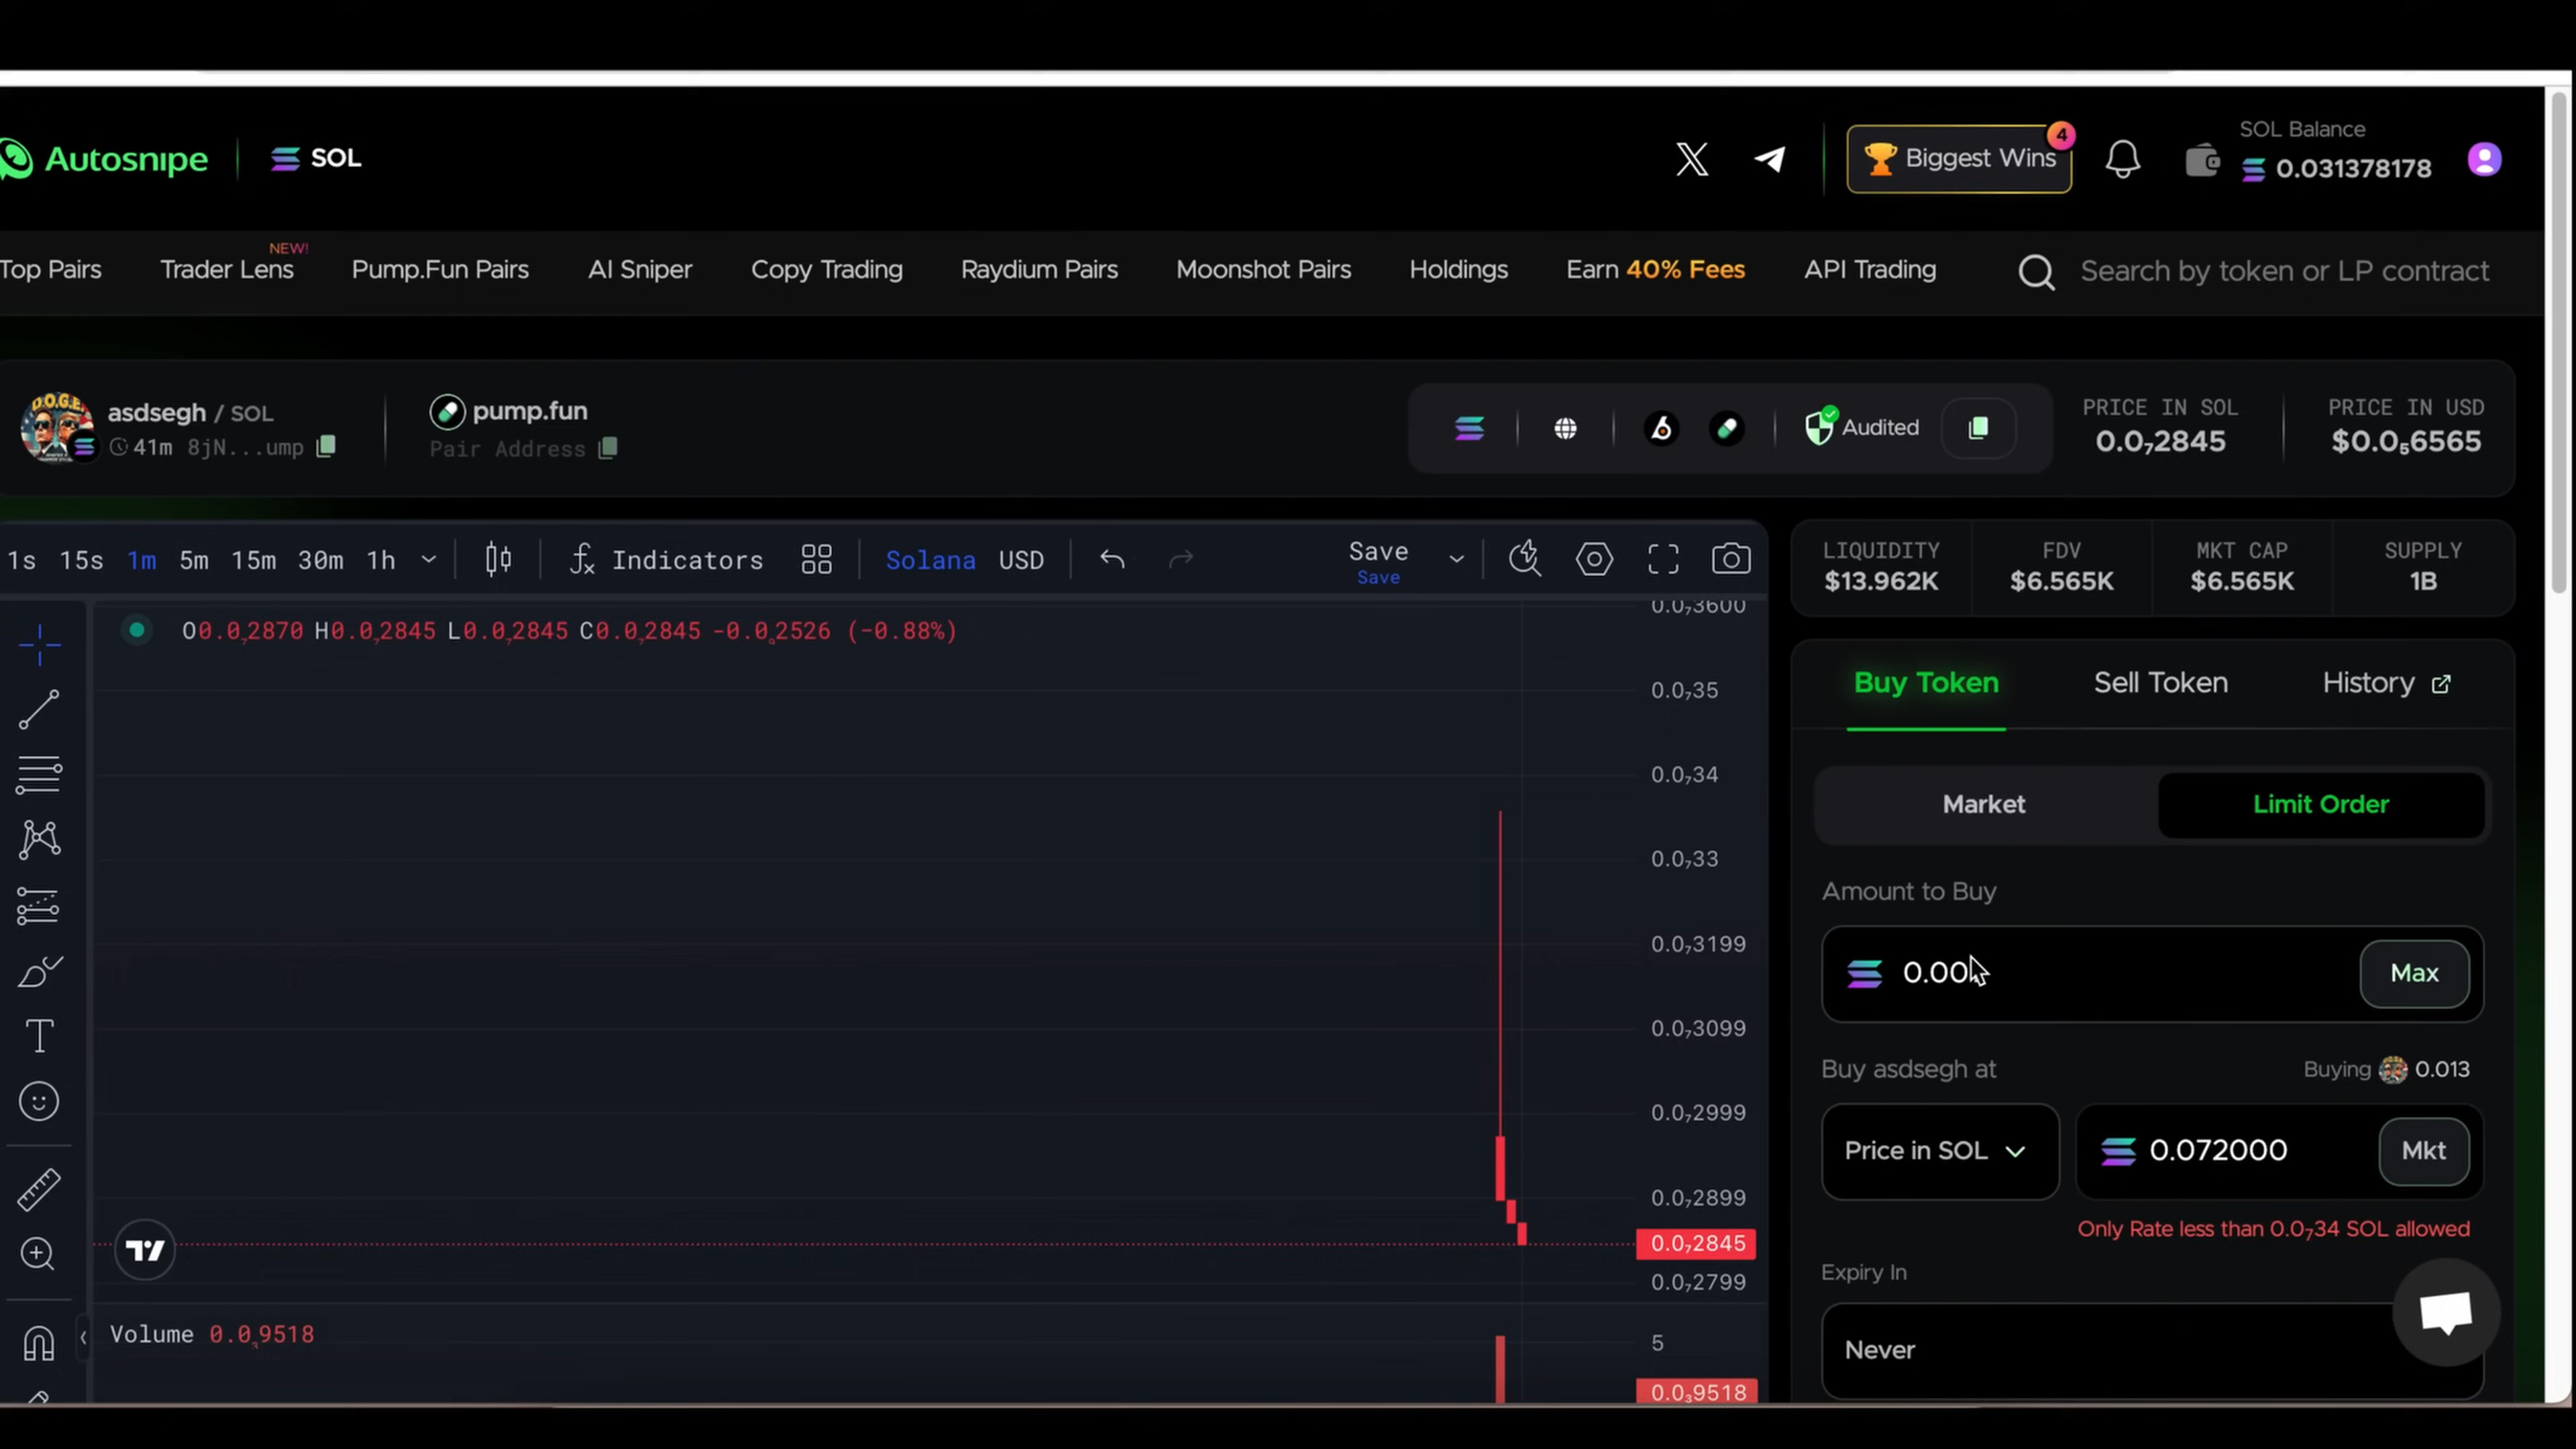 Autosnipe
SOL
4
Biggest Wins
SOL Balance
0.031378178
Top Pairs
Trader Lens
NEW!
Pump.Fun Pairs
AI Sniper
Copy Trading
Raydium Pairs
Moonshot Pairs
Holdings
Earn 40% Fees
API Trading
Search by token or LP contract
D.O.G.E
asdsegh / SOL
41m 8jN...ump
pump.fun
Pair Address
Audited
PRICE IN SOL
0.0₇2845
PRICE IN USD
$0.0₅6565
1s 15s 1m 5m 15m 30m 1h
Indicators
Solana USD
Save
Save
LIQUIDITY
$13.962K
FDV
$6.565K
MKT CAP
$6.565K
SUPPLY
1B
O0.0₇2870 H0.0₇2845 L0.0₇2845 C0.0₇2845 -0.0₉2526 (-0.88%)
0.0₇3600
0.0₇35
0.0₇34
0.0₇33
0.0₇3199
0.0₇3099
0.0₇2999
0.0₇2899
0.0₇2845
0.0₇2799
Volume 0.0₃9518
5
0.0₃9518
Buy Token
Sell Token
History
Market
Limit Order
Amount to Buy
0.00
Max
Buy asdsegh at
Buying 0.013
Price in SOL
0.072000
Mkt
Only Rate less than 0.0₇34 SOL allowed
Expiry In
Never